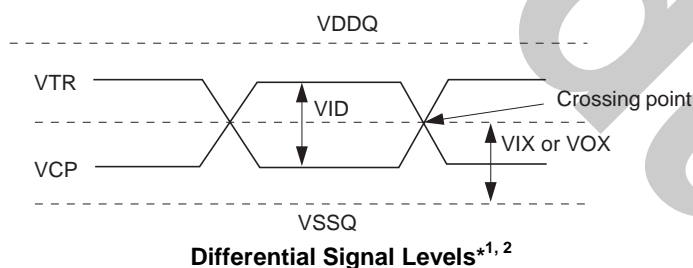 VDDQ
VTR
VID
Crossing point
VIX or VOX
VCP
VSSQ
Differential Signal Levels*1, 2